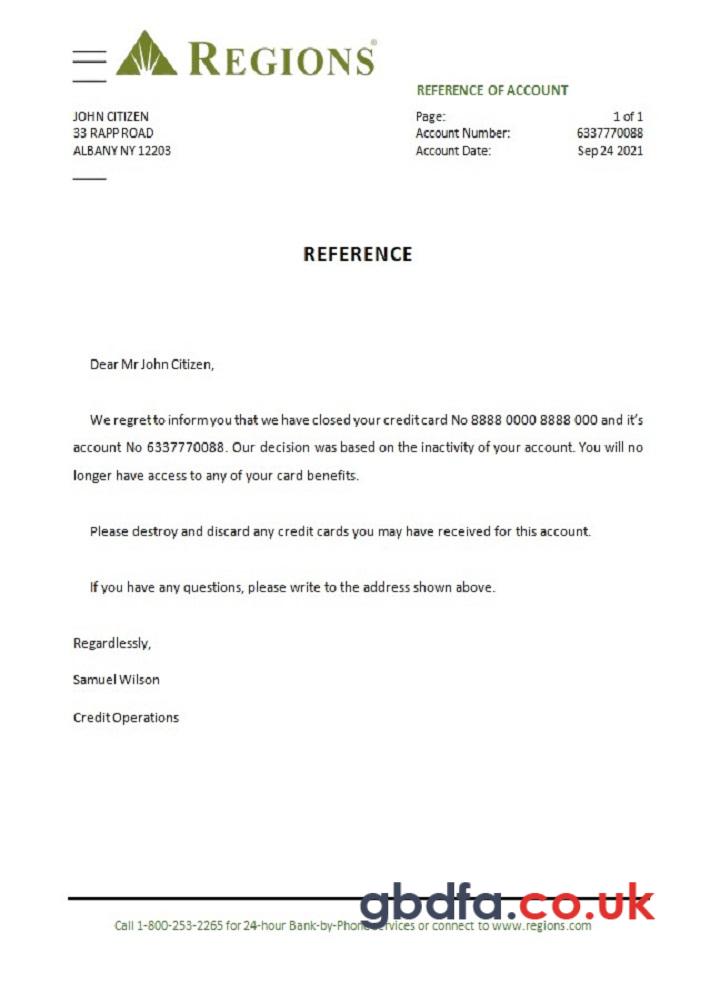 REGIONS®
REFERENCE OF ACCOUNT
JOHN CITIZEN
33 RAPP ROAD
ALBANY NY 12203
Page: 1 of 1
Account Number: 6337770088
Account Date: Sep 24 2021
REFERENCE
Dear Mr John Citizen,
We regret to inform you that we have closed your credit card No 8888 0000 8888 000 and it's
account No 6337770088. Our decision was based on the inactivity of your account. You will no
longer have access to any of your card benefits.
Please destroy and discard any credit cards you may have received for this account.
If you have any questions, please write to the address shown above.
Regardlessly,
Samuel Wilson
Credit Operations
gbdfa.co.uk
Call 1-800-253-2265 for 24-hour Bank-by-Phone services or connect to www.regions.com